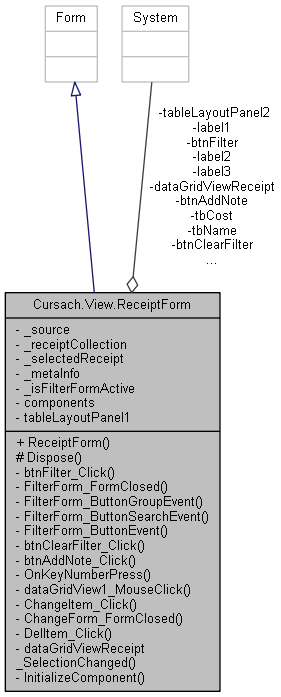 Form
System
-tableLayoutPanel2
-label1
-btnFilter
-label2
-label3
-dataGridViewReceipt
-btnAddNote
-tbCost
-tbName
-btnClearFilter
...
Cursach.View.ReceiptForm
- _source
- _receiptCollection
- _selectedReceipt
- _metaInfo
- _isFilterFormActive
- components
- tableLayoutPanel1
+ ReceiptForm()
# Dispose()
- btnFilter_Click()
- FilterForm_FormClosed()
- FilterForm_ButtonGroupEvent()
- FilterForm_ButtonSearchEvent()
- FilterForm_ButtonEvent()
- btnClearFilter_Click()
- btnAddNote_Click()
- OnKeyNumberPress()
- dataGridView1_MouseClick()
- ChangeItem_Click()
- ChangeForm_FormClosed()
- DelItem_Click()
- dataGridViewReceipt
_SelectionChanged()
- InitializeComponent()